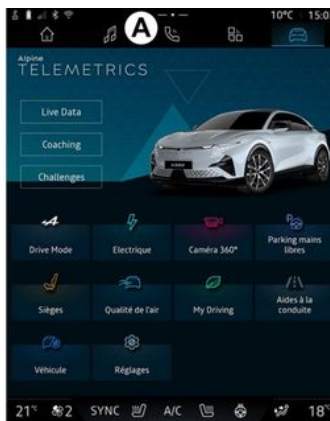 10°C 15:0
A
Alpine
TELEMETRICS
Live Data
Coaching
Challenges
Drive Mode
Electrique
Caméra 360°
Parking mains
libres
Sièges
Qualité de l'air
My Driving
Aides à la
conduite
Véhicule
Réglages
21°C 2 SYNC A/C 18°